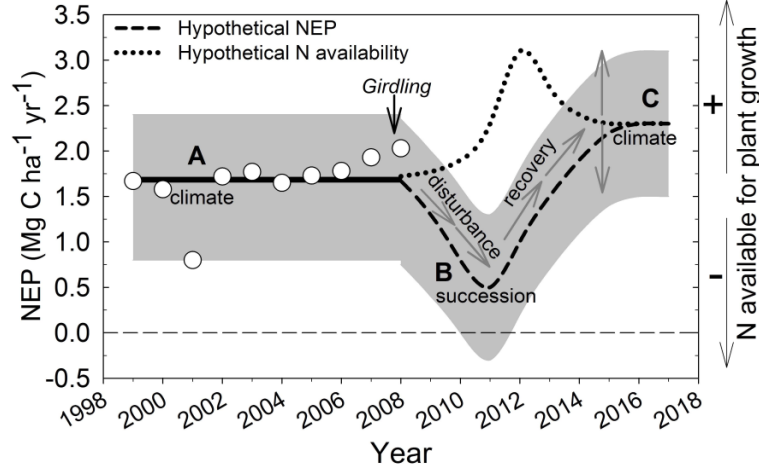 Hypothetical NEP
Hypothetical N availability
Girdling
A
climate
disturbance
recovery
B
succession
C
climate
3.5
3.0
2.5
2.0
1.5
1.0
0.5
0.0
-0.5
NEP (Mg C ha⁻¹ yr⁻¹)
1998
2000
2002
2004
2006
2008
2010
2012
2014
2016
2018
Year
+
-
N available for plant growth